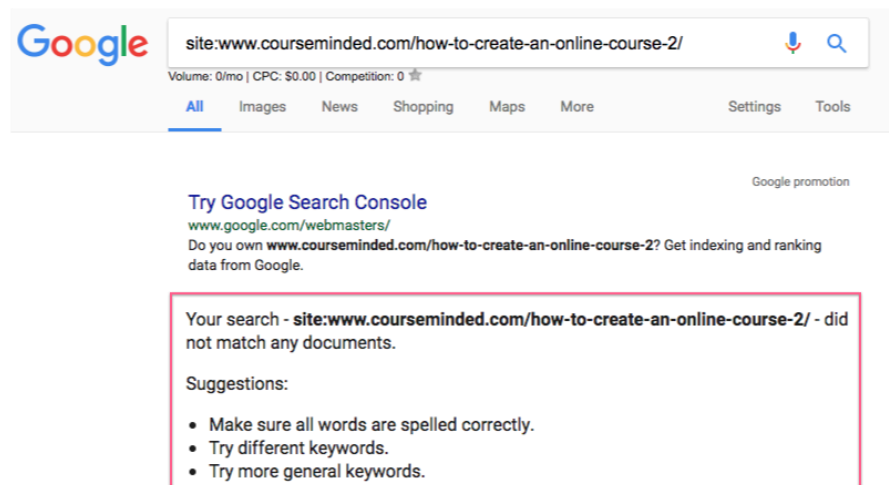 Google
site:www.courseminded.com/how-to-create-an-online-course-2/
Volume: 0/mo | CPC: $0.00 | Competition: 0
All Images News Shopping Maps More Settings Tools
Google promotion
Try Google Search Console
www.google.com/webmasters/
Do you own www.courseminded.com/how-to-create-an-online-course-2? Get indexing and ranking
data from Google.
Your search - site:www.courseminded.com/how-to-create-an-online-course-2/ - did
not match any documents.
Suggestions:
• Make sure all words are spelled correctly.
• Try different keywords.
• Try more general keywords.